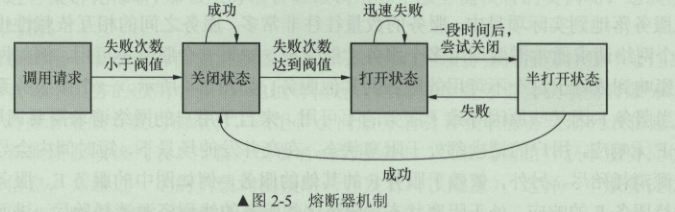 成功
迅速失败
失败次数
小于阀值
失败次数
达到阀值
一段时间后，
尝试关闭
调用请求
关闭状态
打开状态
半打开状态
失败
成功
▲图 2-5 熔断器机制